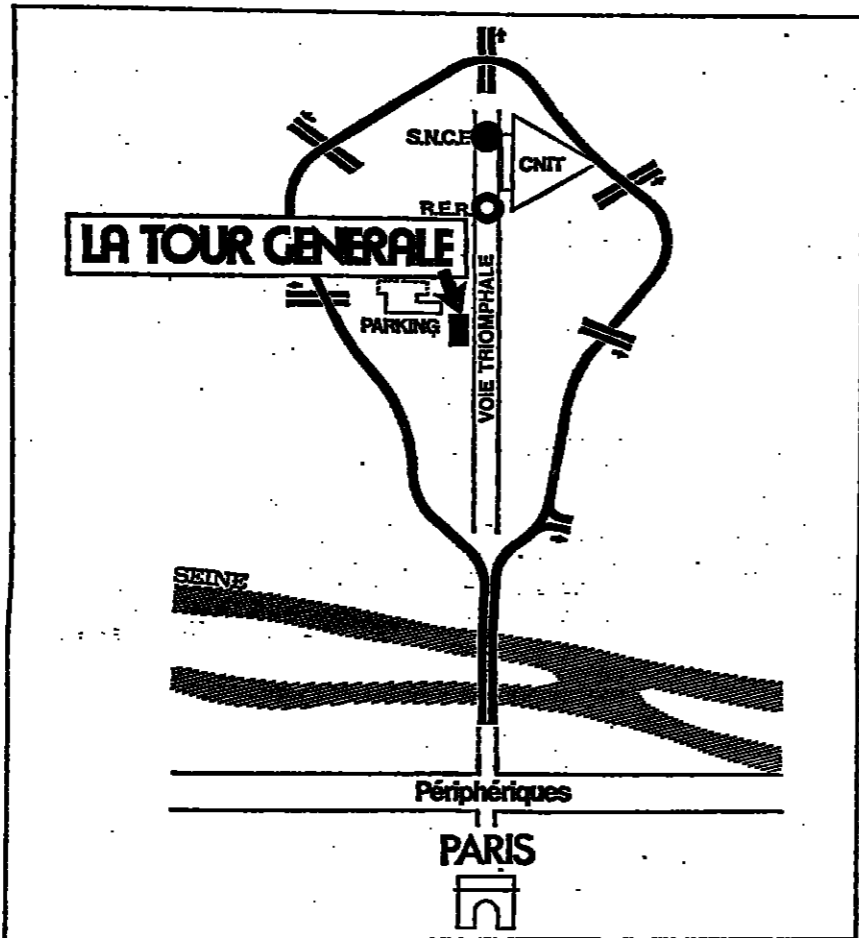 S.N.C.F.
CNIT
R.E.R.
LA TOUR GENERALE
PARKING
VOIE TRIOMPHALE
SEINE
Périphériques
PARIS